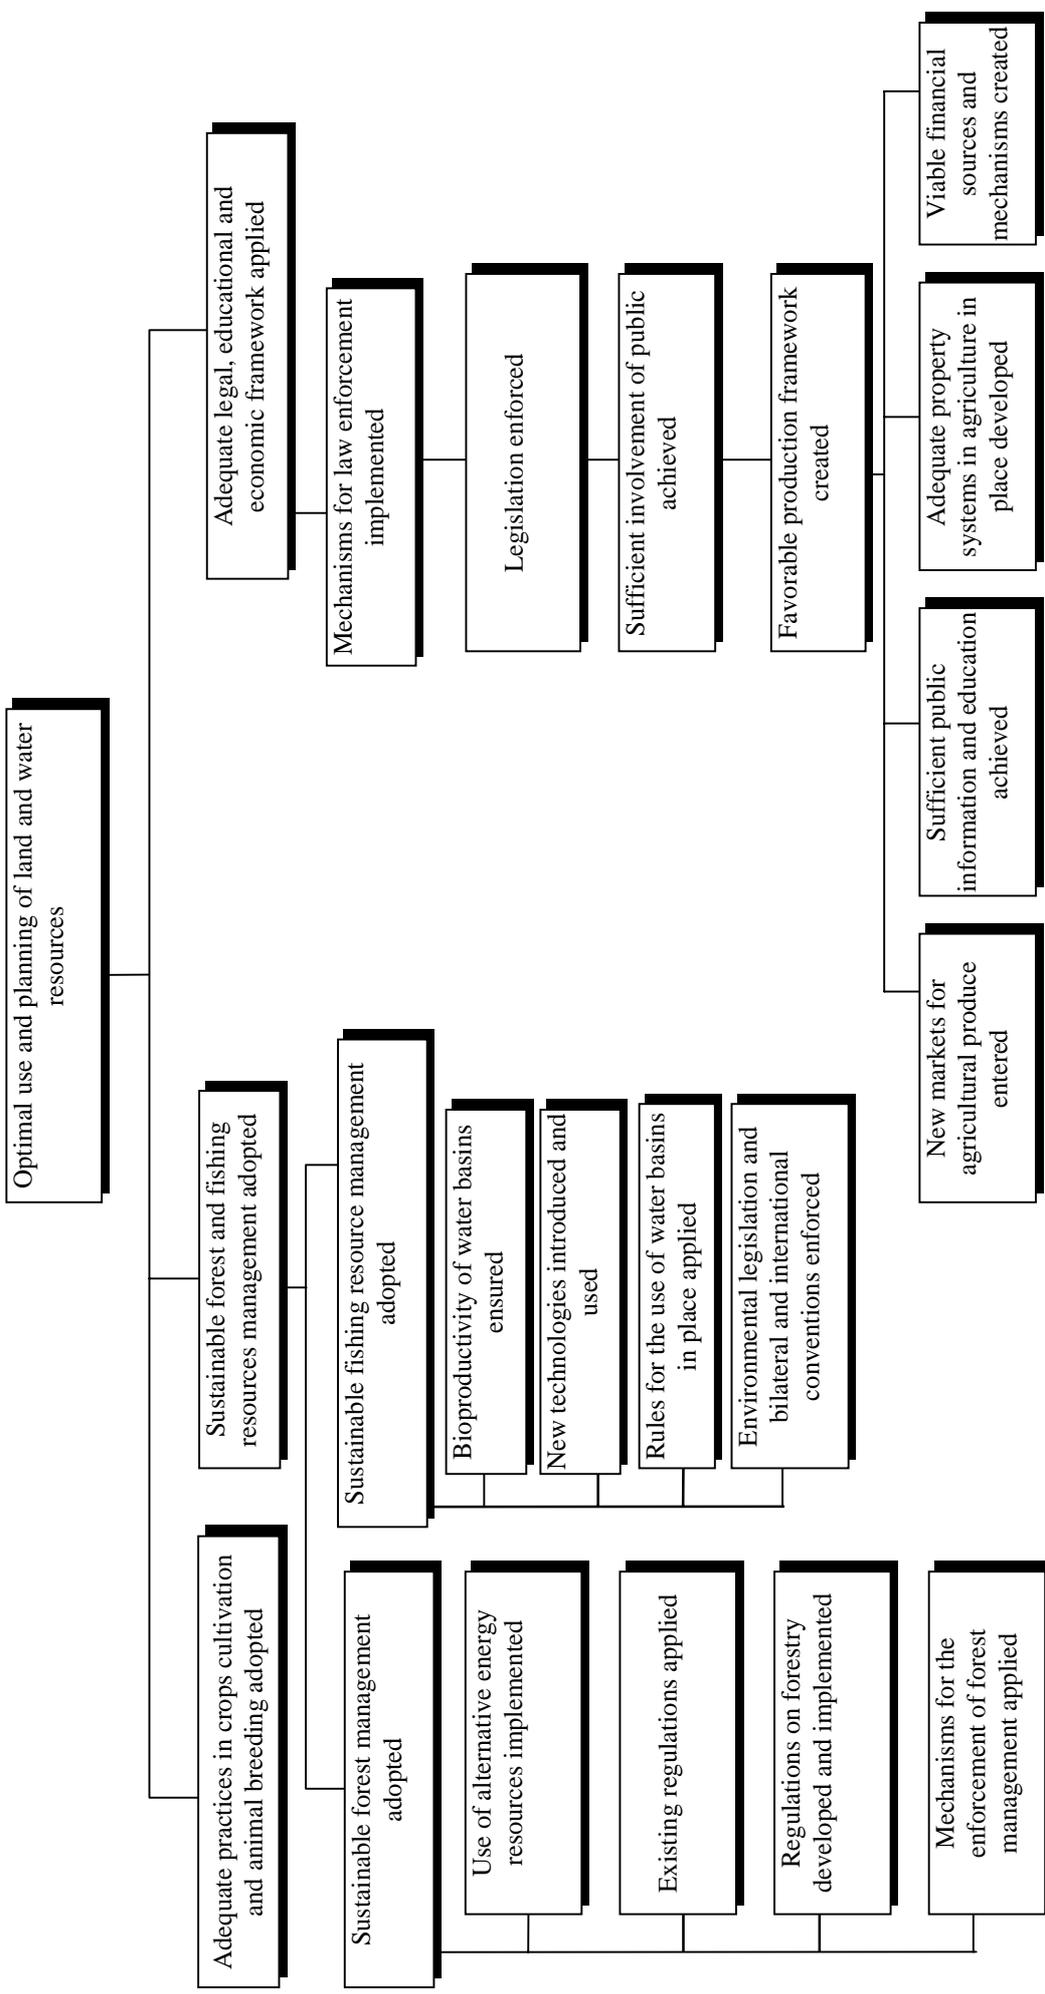 Optimal use and planning of land and water
resources
Adequate practices in crops cultivation
and animal breeding adopted
Sustainable forest and fishing
resources management adopted
Adequate legal, educational and
economic framework applied
Sustainable forest management
adopted
Use of alternative energy
resources implemented
Existing regulations applied
Regulations on forestry
developed and implemented
Mechanisms for the
enforcement of forest
management applied
Sustainable fishing resource management
adopted
Bioproductivity of water basins
ensured
New technologies introduced and
used
Rules for the use of water basins
in place applied
Environmental legislation and
bilateral and international
conventions enforced
Mechanisms for law enforcement
implemented
Legislation enforced
Sufficient involvement of public
achieved
Favorable production framework
created
New markets for
agricultural produce
entered
Sufficient public
information and education
achieved
Adequate property
systems in agriculture in
place developed
Viable financial
sources and
mechanisms created